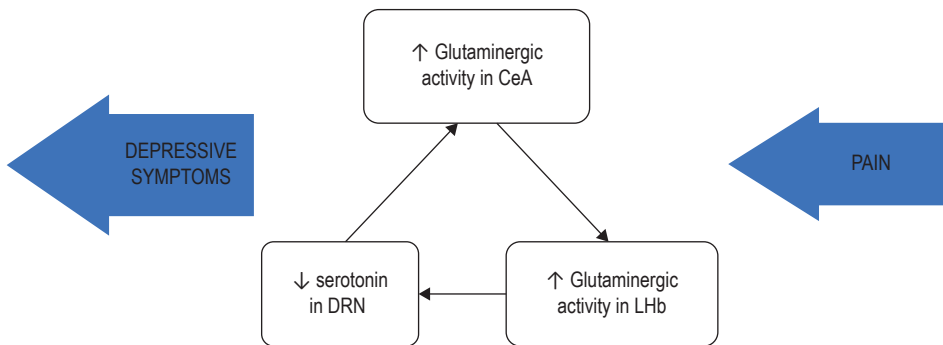 ↑ Glutaminergic
activity in CeA
DEPRESSIVE
SYMPTOMS
PAIN
↓ serotonin
in DRN
↑ Glutaminergic
activity in LHb